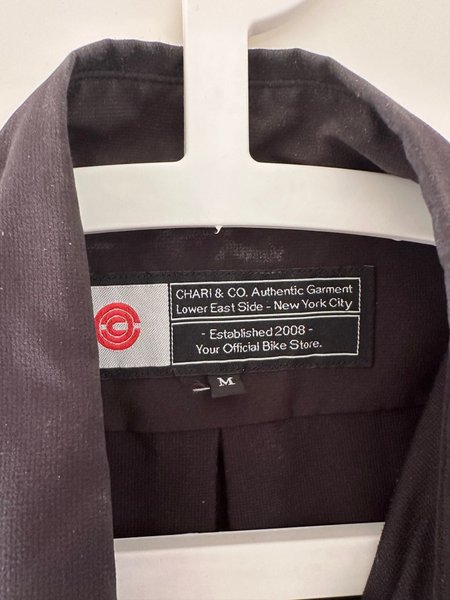 CHARI & CO. Authentic Garment
Lower East Side - New York City
- Established 2008 -
Your Official Bike Store.
M